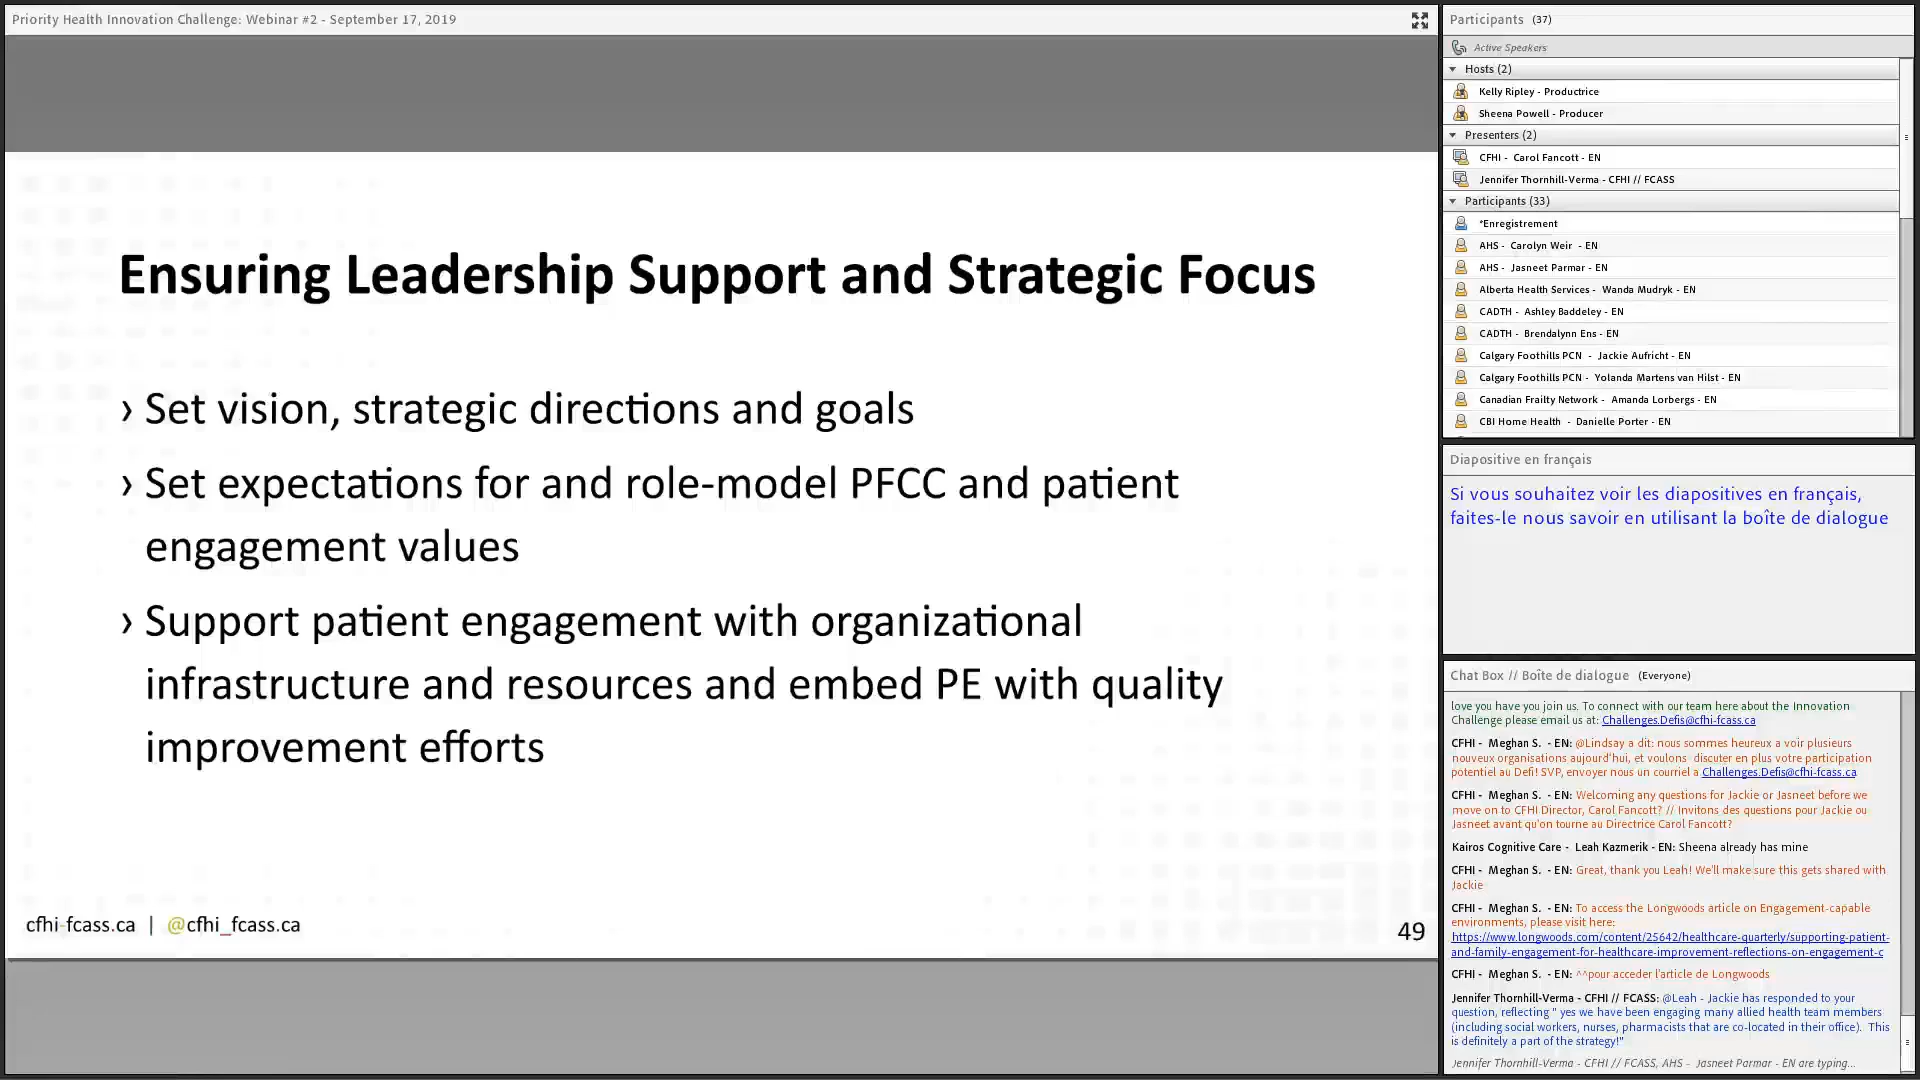 Priority Health Innovation Challenge: Webinar #2 - September 17, 2019
Ensuring Leadership Support and Strategic Focus
› Set vision, strategic directions and goals
› Set expectations for and role-model PFCC and patient
engagement values
› Support patient engagement with organizational
infrastructure and resources and embed PE with quality
improvement efforts
cfhi-fcass.ca | @cfhi_fcass.ca
49
Participants (37)
Active Speakers
Hosts (2)
Kelly Ripley - Productrice
Sheena Powell - Producer
Presenters (2)
CFHI - Carol Fancott - EN
Jennifer Thornhill-Verma - CFHI // FCASS
Participants (33)
*Enregistrement
AHS - Carolyn Weir - EN
AHS - Jasneet Parmar - EN
Alberta Health Services - Wanda Mudryk - EN
CADTH - Ashley Baddeley - EN
CADTH - Brendalynn Ens - EN
Calgary Foothills PCN - Jackie Aufricht - EN
Calgary Foothills PCN - Yolanda Martens van Hilst - EN
Canadian Frailty Network - Amanda Lorbergs - EN
CBI Home Health - Danielle Porter - EN
Diapositive en français
Si vous souhaitez voir les diapositives en français,
faites-le nous savoir en utilisant la boîte de dialogue
Chat Box // Boîte de dialogue (Everyone)
love you have you join us. To connect with our team here about the Innovation
Challenge please email us at: Challenges.Defis@cfhi-fcass.ca
CFHI - Meghan S. - EN: @Lindsay a dit: nous sommes heureux a voir plusieurs
nouveux organisations aujourd'hui, et voulons discuter en plus votre participation
potentiel au Defi! SVP, envoyer nous un courriel a Challenges.Defis@cfhi-fcass.ca
CFHI - Meghan S. - EN: Welcoming any questions for Jackie or Jasneet before we
move on to CFHI Director, Carol Fancott? // Invitons des questions pour Jackie ou
Jasneet avant qu'on tourne au Directrice Carol Fancott?
Kairos Cognitive Care - Leah Kazmerik - EN: Sheena already has mine
CFHI - Meghan S. - EN: Great, thank you Leah! We'll make sure this gets shared with
Jackie
CFHI - Meghan S. - EN: To access the Longwoods article on Engagement-capable
environments, please visit here:
https://www.longwoods.com/content/25642/healthcare-quarterly/supporting-patient-
and-family-engagement-for-healthcare-improvement-reflections-on-engagement-c
CFHI - Meghan S. - EN: ^^pour acceder l'article de Longwoods
Jennifer Thornhill-Verma - CFHI // FCASS: @Leah - Jackie has responded to your
question, reflecting " yes we have been engaging many allied health team members
(including social workers, nurses, pharmacists that are co-located in their office). This
is definitely a part of the strategy!"
Jennifer Thornhill-Verma - CFHI // FCASS, AHS - Jasneet Parmar - EN are typing...